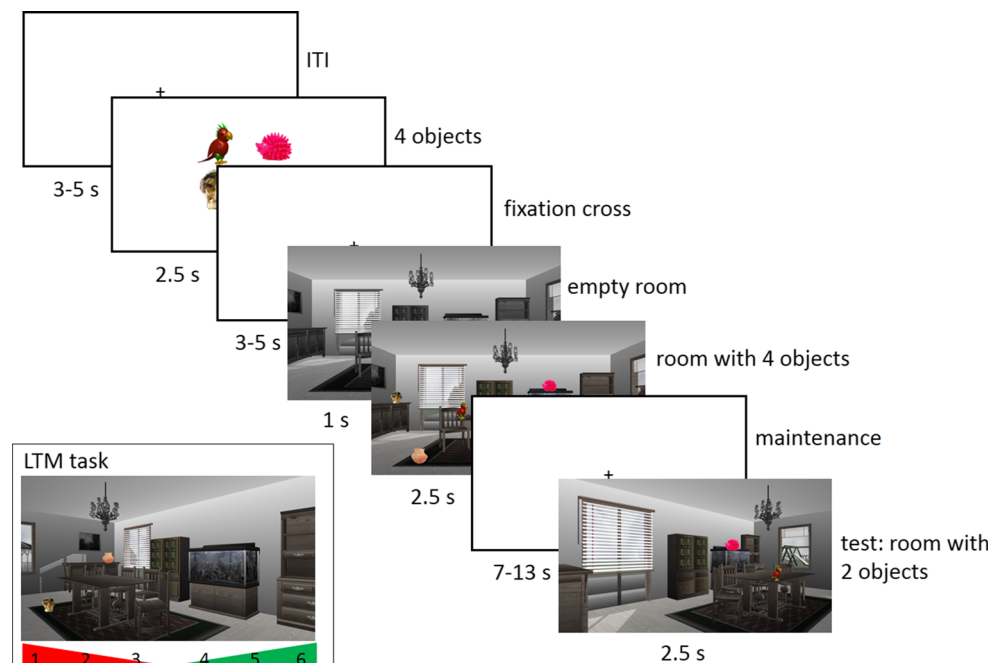 ITI
3-5 s
4 objects
2.5 s
fixation cross
3-5 s
empty room
1 s
room with 4 objects
2.5 s
maintenance
7-13 s
test: room with
2 objects
2.5 s
LTM task
1 2 3 4 5 6